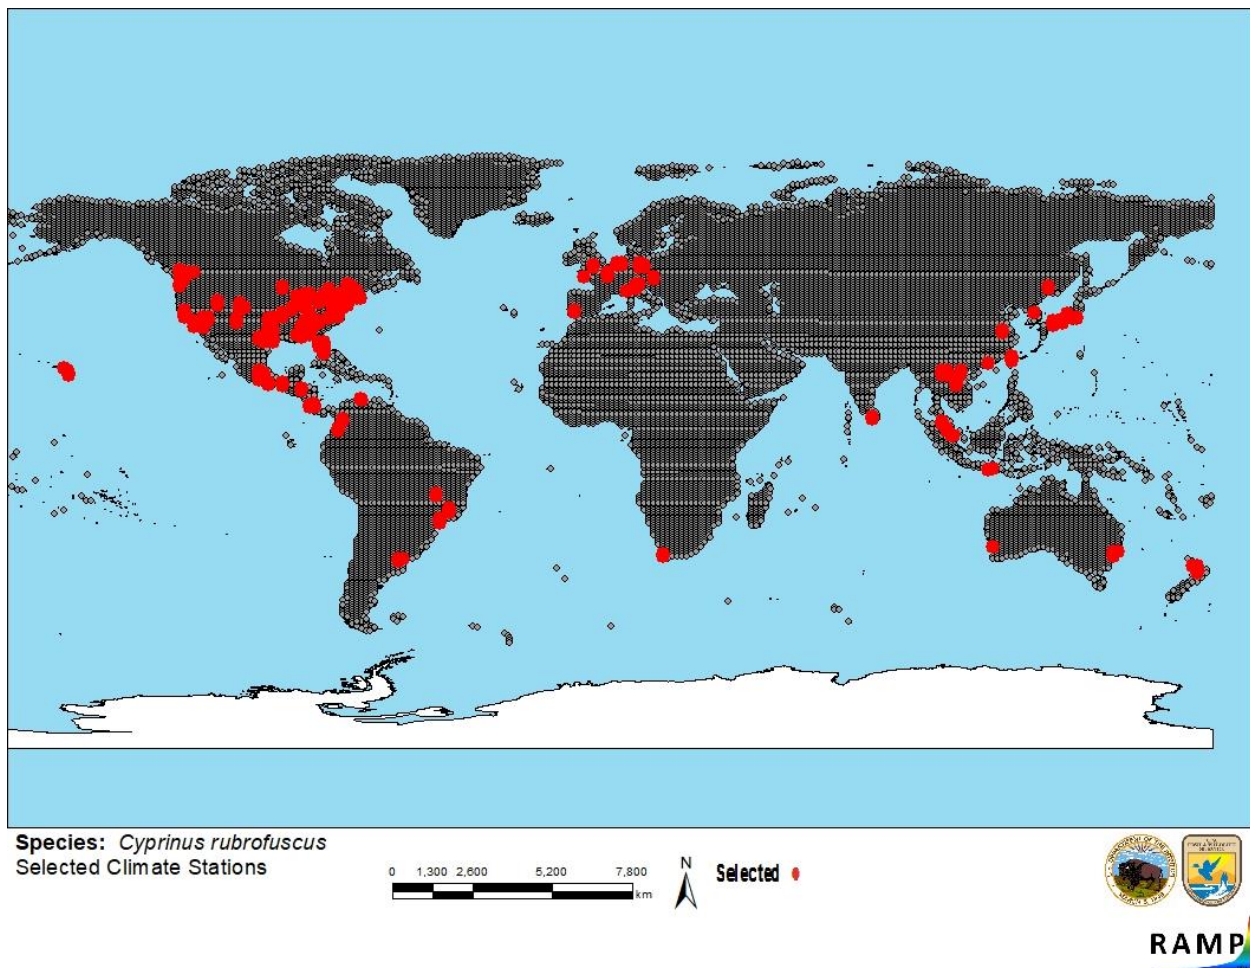 Species: Cyprinus rubrofuscus
Selected Climate Stations
0 1,300 2,600 5,200 7,800
km
N
Selected
RAMP